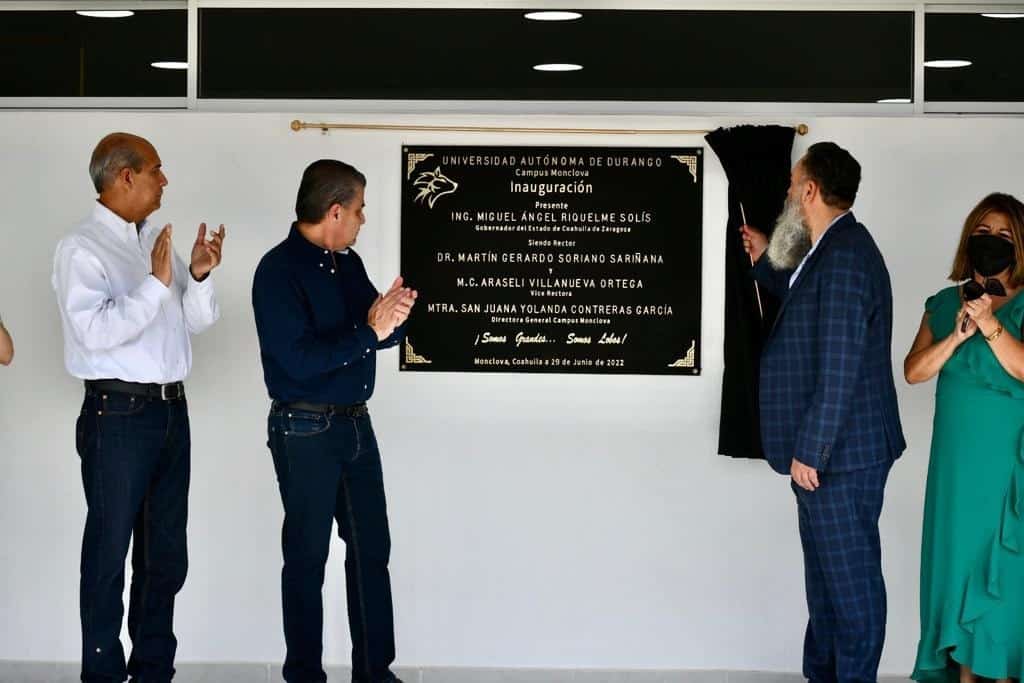 UNIVERSIDAD AUTÓNOMA DE DURANGO
Campus Monclova
Inauguración
Presente
ING. MIGUEL ÁNGEL RIQUELME SOLÍS
Gobernador del Estado de Coahuila de Zaragoza
Siendo Rector
DR. MARTÍN GERARDO SORIANO SARIÑANA
Y
M.C. ARASELI VILLANUEVA ORTEGA
Vice Rectora
MTRA. SAN JUANA YOLANDA CONTRERAS GARCÍA
Directora General Campus Monclova
¡Somos Grandes... Somos Lobos!
Monclova, Coahuila a 29 de Junio de 2022